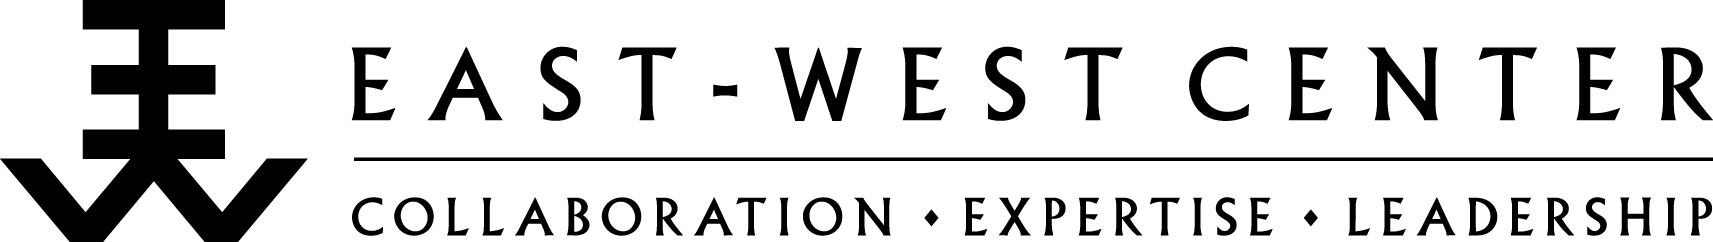 EAST-WEST CENTER
COLLABORATION ◆ EXPERTISE ◆ LEADERSHIP